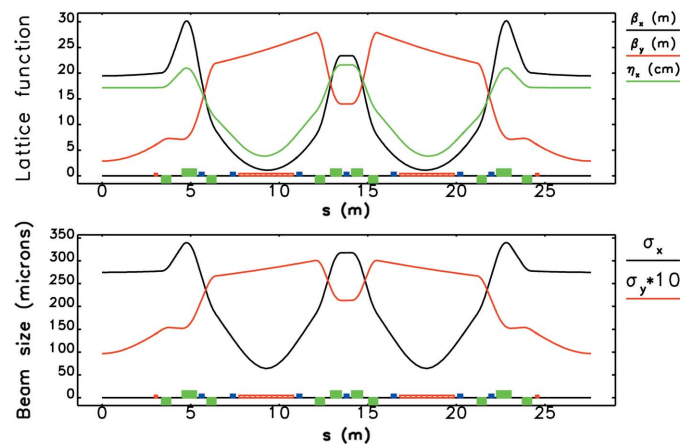 Lattice function
30
25
20
15
10
5
0
0 5 10 15 20 25
s (m)
βx (m)
βy (m)
ηx (cm)
Beam size (microns)
350
300
250
200
150
100
50
0
0 5 10 15 20 25
s (m)
σx
σy*10